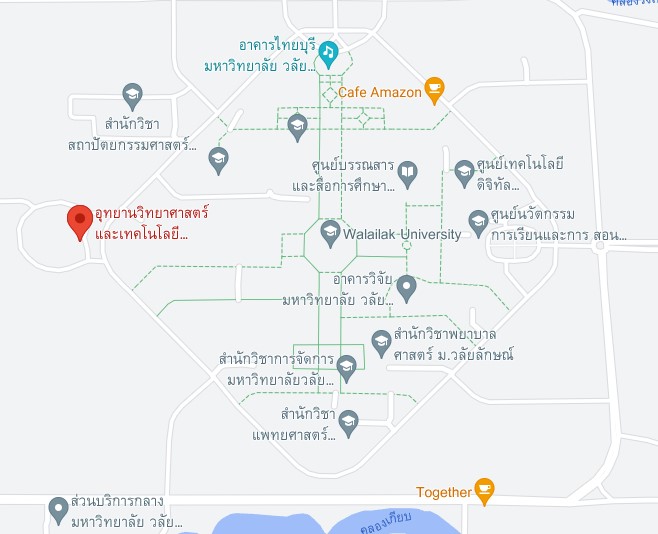 คลองวังเ
อาคารไทยบุรี
มหาวิทยาลัย วลัย...
Cafe Amazon
สำนักวิชา
สถาปัตยกรรมศาสตร์...
ศูนย์บรรณสาร
และสื่อการศึกษา...
ศูนย์เทคโนโลยี
ดิจิทัล...
อุทยานวิทยาศาสตร์
และเทคโนโลยี...
Walailak University
ศูนย์นวัตกรรม
การเรียนและการ สอน...
อาคารวิจัย
มหาวิทยาลัย วลัย...
สำนักวิชาพยาบาล
ศาสตร์ ม.วลัยลักษณ์
สำนักวิชาการจัดการ
มหาวิทยาลัยวลัย...
สำนักวิชา
แพทยศาสตร์...
Together
ส่วนบริการกลาง
มหาวิทยาลัย วลัย...
คลองเกียบ